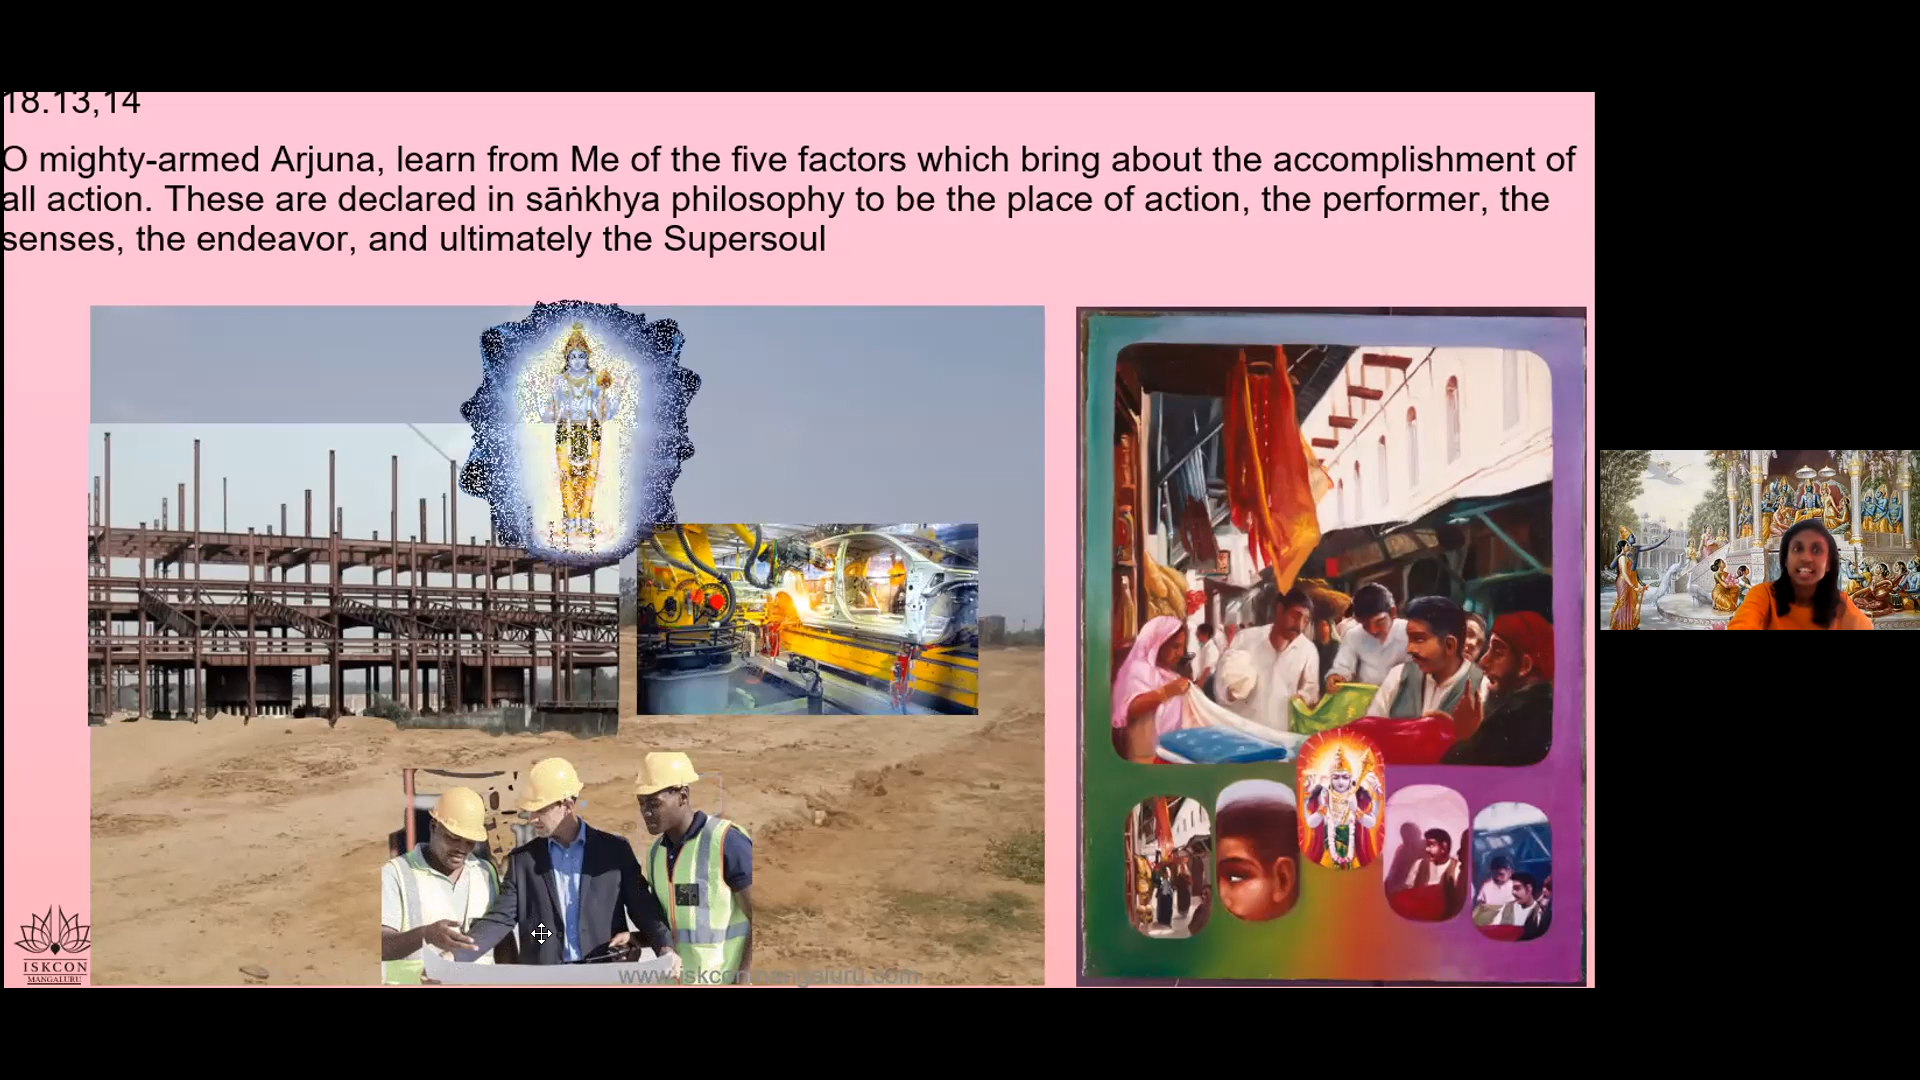 18.13,14
O mighty-armed Arjuna, learn from Me of the five factors which bring about the accomplishment of
all action. These are declared in sāṅkhya philosophy to be the place of action, the performer, the
senses, the endeavor, and ultimately the Supersoul
ISKCON
MANGALURU
www.iskconmangaluru.com